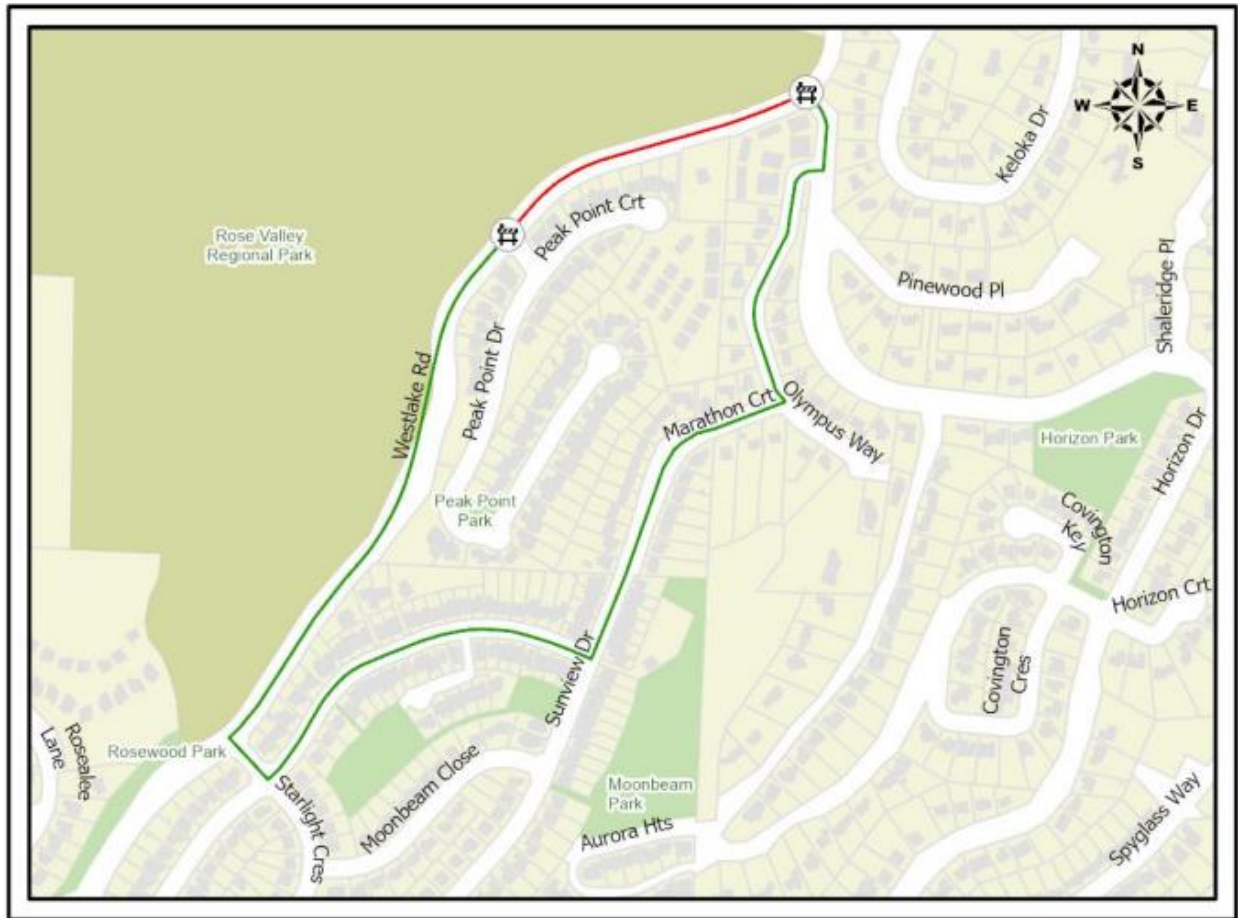 N
W
E
S
Keloka Dr
Peak Point Crt
Rose Valley
Regional Park
Pinewood Pl
Shaleridge Pl
Westlake Rd
Peak Point Dr
Marathon Crt
Olympus Way
Horizon Park
Horizon Dr
Peak Point
Park
Covington
Key
Horizon Crt
Covington
Cres
Sunview Dr
Rosealee
Lane
Rosewood Park
Starlight Cres
Moonbeam Close
Moonbeam
Park
Aurora Hts
Spyglass Way